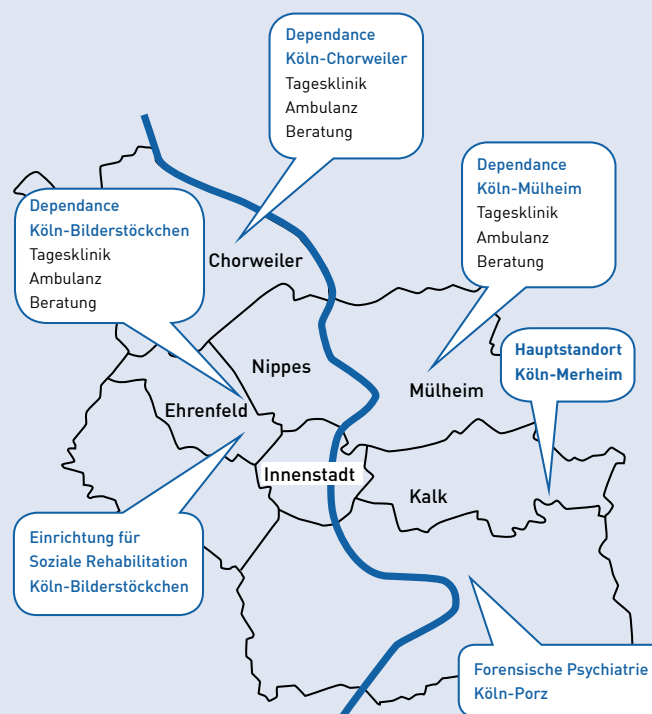 Dependance
Köln-Chorweiler
Tagesklinik
Ambulanz
Beratung
Dependance
Köln-Mülheim
Tagesklinik
Ambulanz
Beratung
Dependance
Köln-Bilderstöckchen
Tagesklinik
Ambulanz
Beratung
Chorweiler
Hauptstandort
Köln-Merheim
Nippes
Mülheim
Ehrenfeld
Innenstadt
Kalk
Einrichtung für
Soziale Rehabilitation
Köln-Bilderstöckchen
Forensische Psychiatrie
Köln-Porz